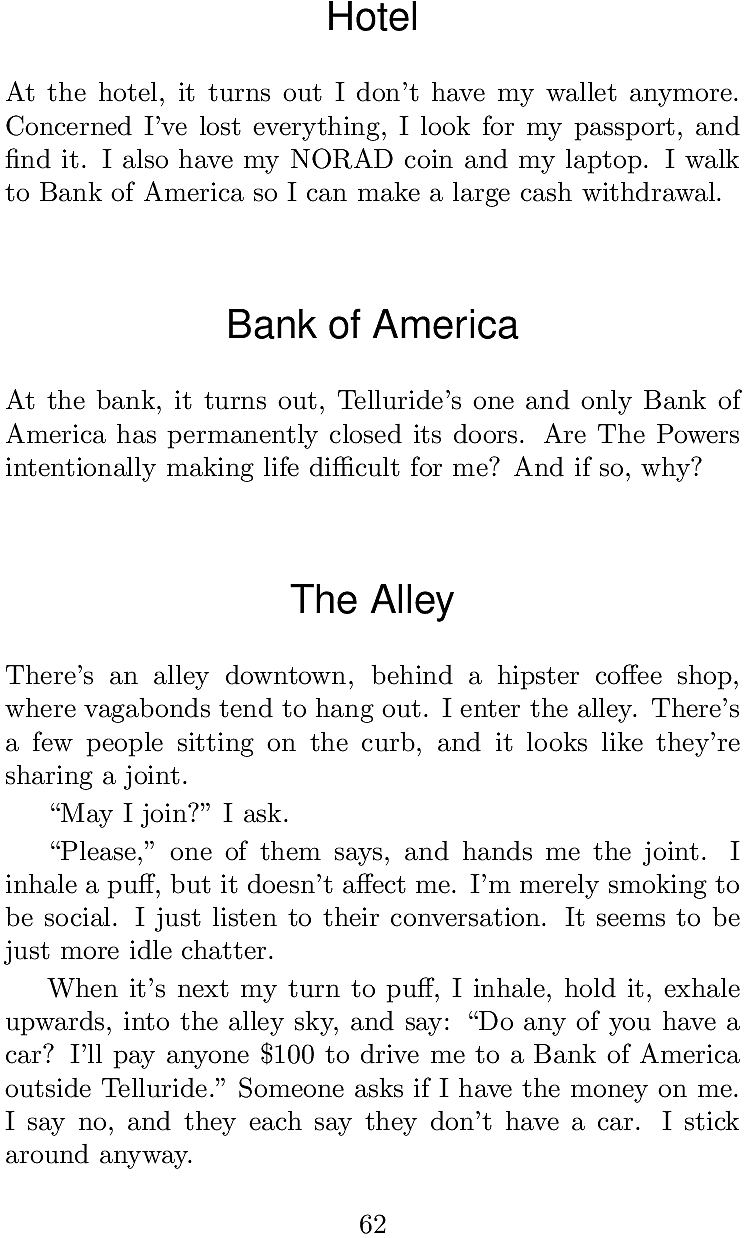 Hotel
At the hotel, it turns out I don't have my wallet anymore.
Concerned I've lost everything, I look for my passport, and
find it. I also have my NORAD coin and my laptop. I walk
to Bank of America so I can make a large cash withdrawal.
Bank of America
At the bank, it turns out, Telluride's one and only Bank of
America has permanently closed its doors. Are The Powers
intentionally making life difficult for me? And if so, why?
The Alley
There's an alley downtown, behind a hipster coffee shop,
where vagabonds tend to hang out. I enter the alley. There's
a few people sitting on the curb, and it looks like they're
sharing a joint.
“May I join?” I ask.
“Please,” one of them says, and hands me the joint. I
inhale a puff, but it doesn't affect me. I'm merely smoking to
be social. I just listen to their conversation. It seems to be
just more idle chatter.
When it's next my turn to puff, I inhale, hold it, exhale
upwards, into the alley sky, and say: “Do any of you have a
car? I'll pay anyone $100 to drive me to a Bank of America
outside Telluride.” Someone asks if I have the money on me.
I say no, and they each say they don't have a car. I stick
around anyway.
62